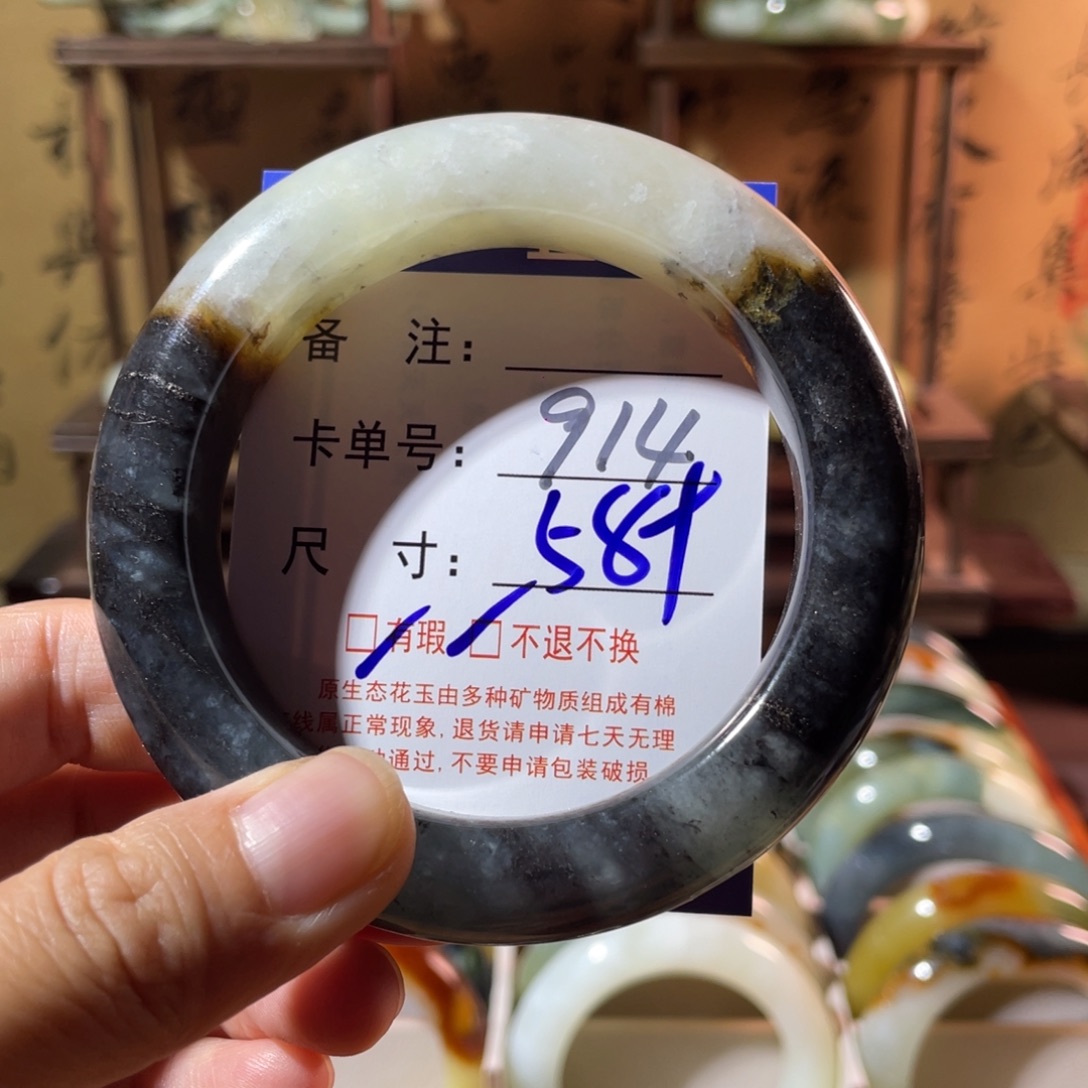 备 注：
卡单号：914
尺 寸：58
有瑕 不退不换
原生态花玉由多种矿物质组成有棉
线属正常现象，退货请申请七天无理
通过，不要申请包装破损